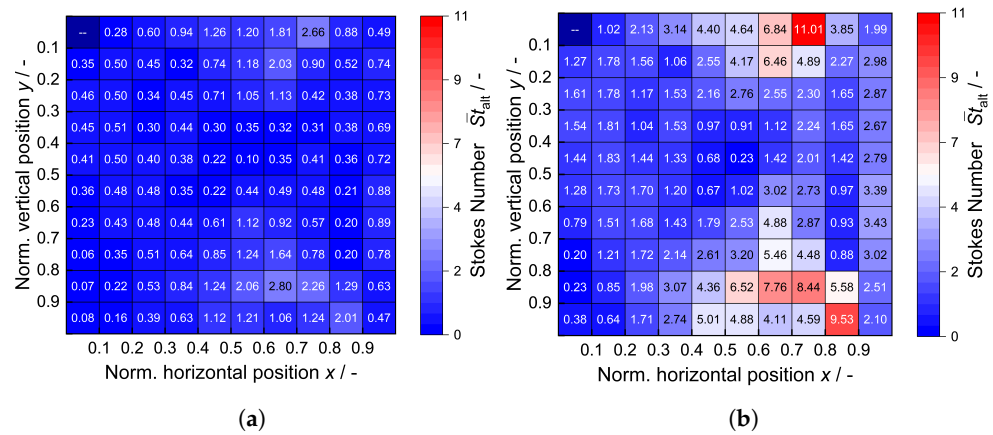 -- 0.28 0.60 0.94 1.26 1.20 1.81 2.66 0.88 0.49
0.35 0.50 0.45 0.32 0.74 1.18 2.03 0.90 0.52 0.74
0.46 0.50 0.34 0.45 0.71 1.05 1.13 0.42 0.38 0.73
0.45 0.51 0.30 0.44 0.30 0.35 0.32 0.31 0.38 0.69
0.41 0.50 0.40 0.38 0.22 0.10 0.35 0.41 0.36 0.72
0.36 0.48 0.48 0.35 0.22 0.44 0.49 0.48 0.21 0.88
0.23 0.43 0.48 0.44 0.61 1.12 0.92 0.57 0.20 0.89
0.06 0.35 0.51 0.64 0.85 1.24 1.64 0.78 0.20 0.78
0.07 0.22 0.53 0.84 1.24 2.06 2.80 2.26 1.29 0.63
0.08 0.16 0.39 0.63 1.12 1.21 1.06 1.24 2.01 0.47
0.1
0.2
0.3
0.4
0.5
0.6
0.7
0.8
0.9
Norm. vertical position y / -
0.1 0.2 0.3 0.4 0.5 0.6 0.7 0.8 0.9
Norm. horizontal position x / -
11
9
7
4
2
0
Stokes Number S̄t_alt / -
(a)
-- 1.02 2.13 3.14 4.40 4.64 6.84 11.01 3.85 1.99
1.27 1.78 1.56 1.06 2.55 4.17 6.46 4.89 2.27 2.98
1.61 1.78 1.17 1.53 2.16 2.76 2.55 2.30 1.65 2.87
1.54 1.81 1.04 1.53 0.97 0.91 1.12 2.24 1.65 2.67
1.44 1.83 1.44 1.33 0.68 0.23 1.42 2.01 1.42 2.79
1.28 1.73 1.70 1.20 0.67 1.02 3.02 2.73 0.97 3.39
0.79 1.51 1.68 1.43 1.79 2.53 4.88 2.87 0.93 3.43
0.20 1.21 1.72 2.14 2.61 3.20 5.46 4.48 0.88 3.02
0.23 0.85 1.98 3.07 4.36 6.52 7.76 8.44 5.58 2.51
0.38 0.64 1.71 2.74 5.01 4.88 4.11 4.59 9.53 2.10
0.1
0.2
0.3
0.4
0.5
0.6
0.7
0.8
0.9
Norm. vertical position y / -
0.1 0.2 0.3 0.4 0.5 0.6 0.7 0.8 0.9
Norm. horizontal position x / -
11
9
7
4
2
0
Stokes Number S̄t_alt / -
(b)